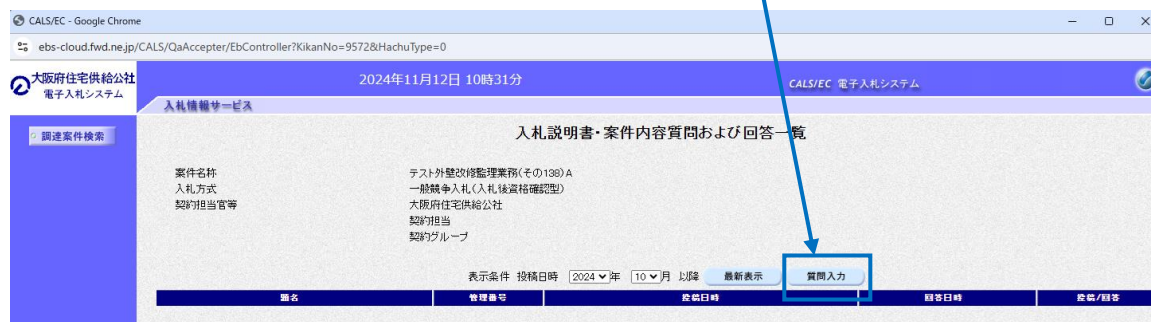 CALS/EC - Google Chrome
ebs-cloud.fwd.ne.jp/CALS/QaAccepter/EbController?KikanNo=9572&HachuType=0
大阪府住宅供給公社
電子入札システム
2024年11月12日 10時31分
CALS/EC 電子入札システム
入札情報サービス
調達案件検索
入札説明書・案件内容質問および回答一覧
案件名称 テスト外壁改修監理業務(その138)A
入札方式 一般競争入札(入札後資格確認型)
契約担当官等 大阪府住宅供給公社
契約担当
契約グループ
表示条件 投稿日時 2024 年 10 月 以降 最新表示 質問入力
題名 管理番号 投稿日時 回答日時 投稿/回答